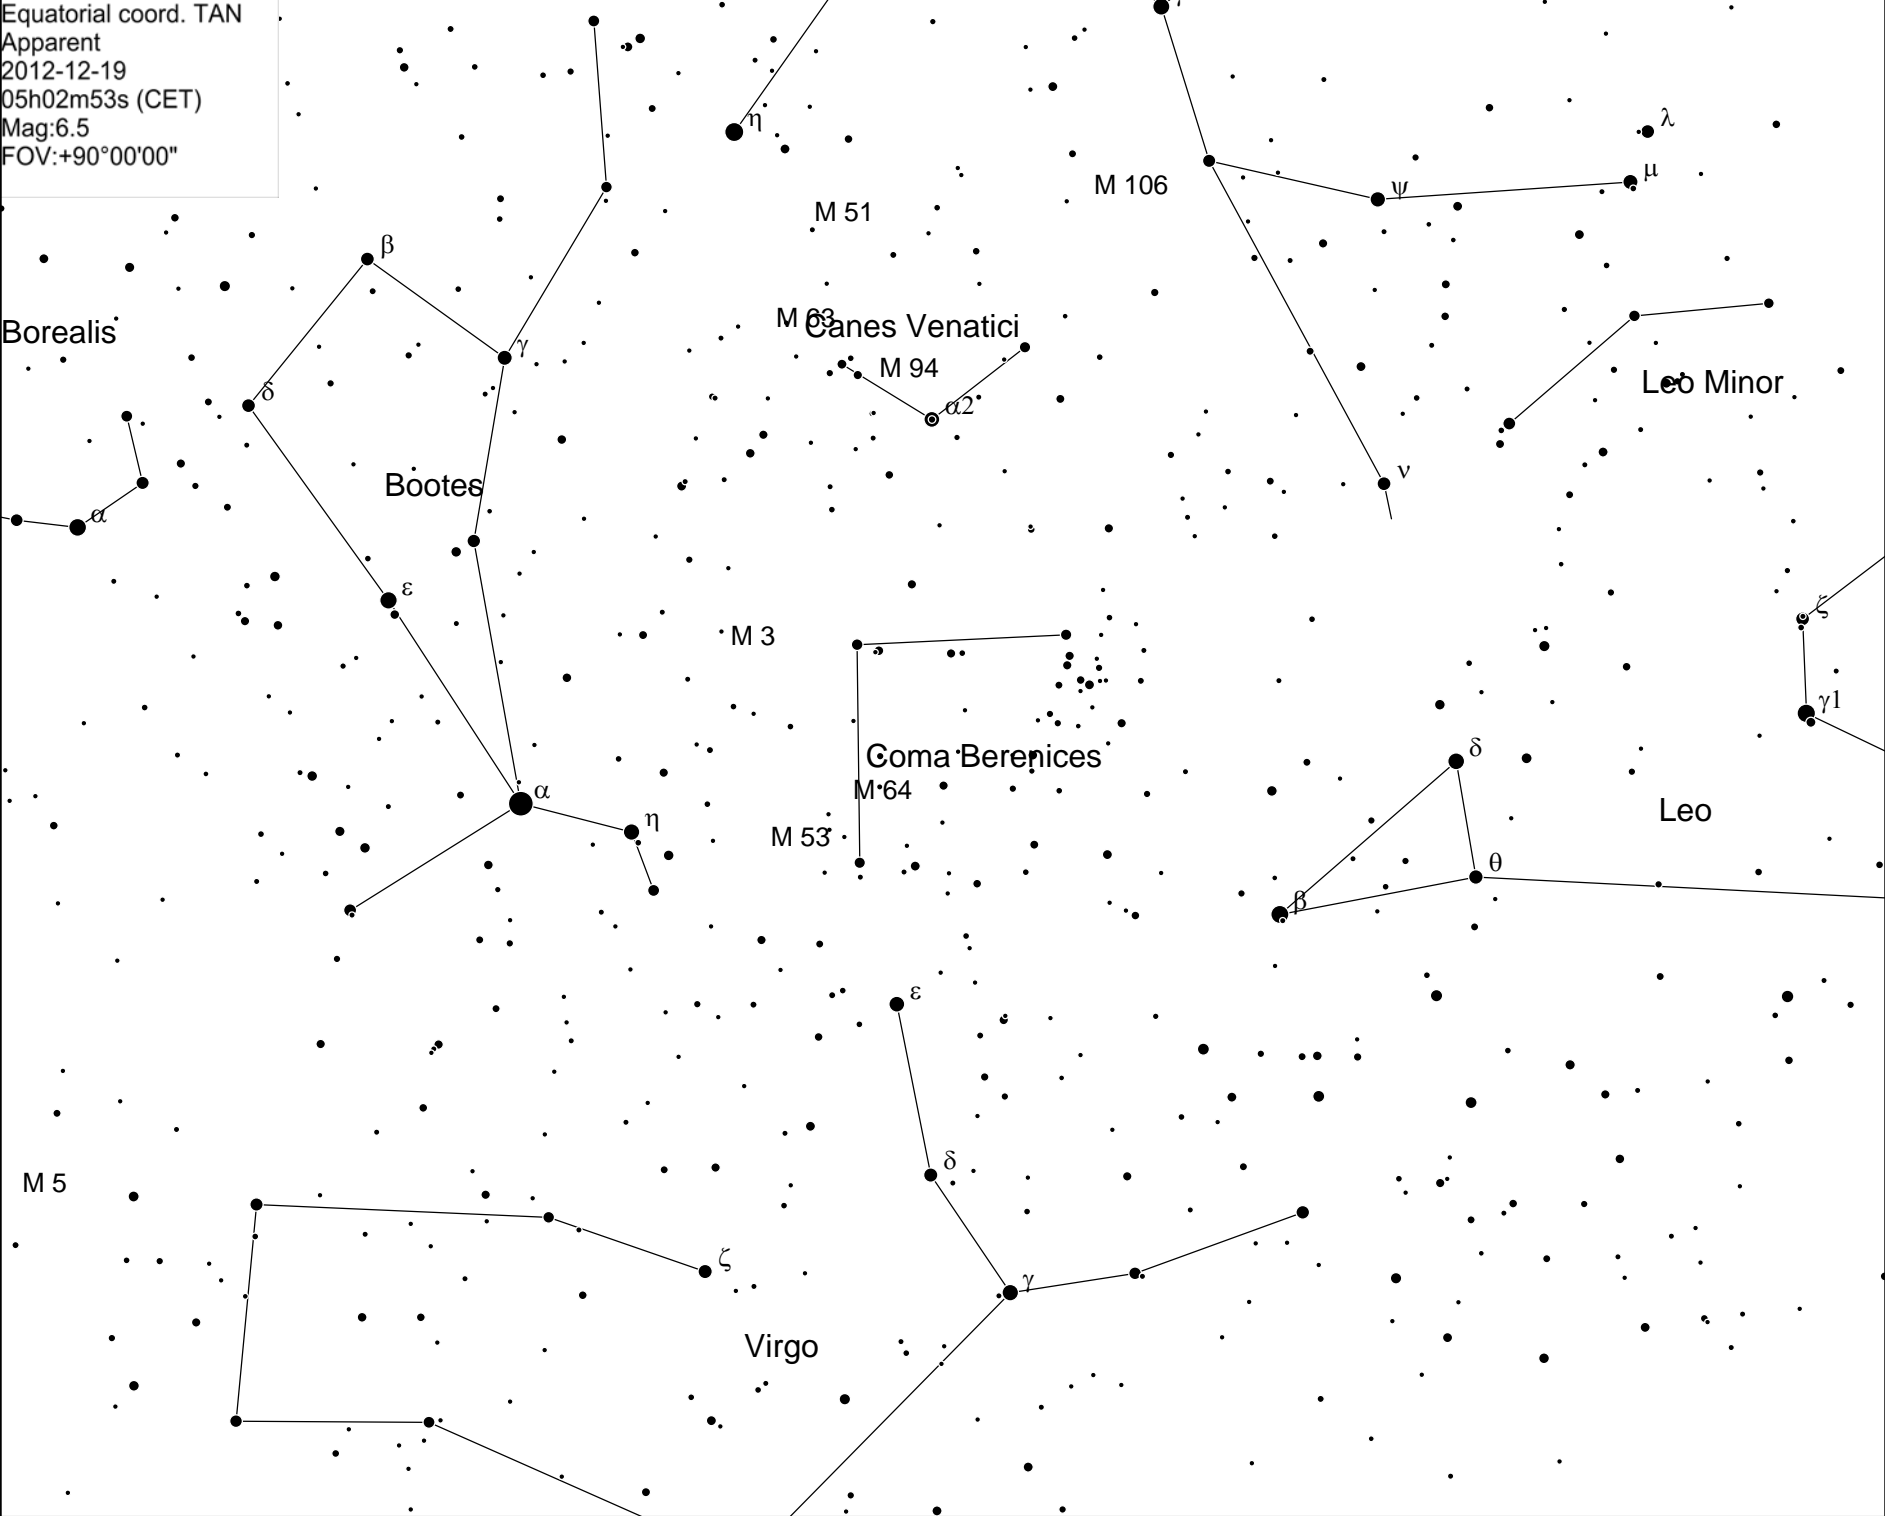 Equatorial coord. TAN
Apparent
2012-12-19
05h02m53s (CET)
Mag:6.5
FOV:+90°00'00"
η
λ
μ
M 106
ψ
M 51
β
Borealis
M 63
Canes Venatici
γ
M 94
Leo Minor
δ
α2
ν
Bootes
α
ε
ζ
M 3
γ1
δ
Coma Berenices
M 64
α
Leo
η
M 53
θ
β
ε
δ
M 5
ζ
γ
Virgo